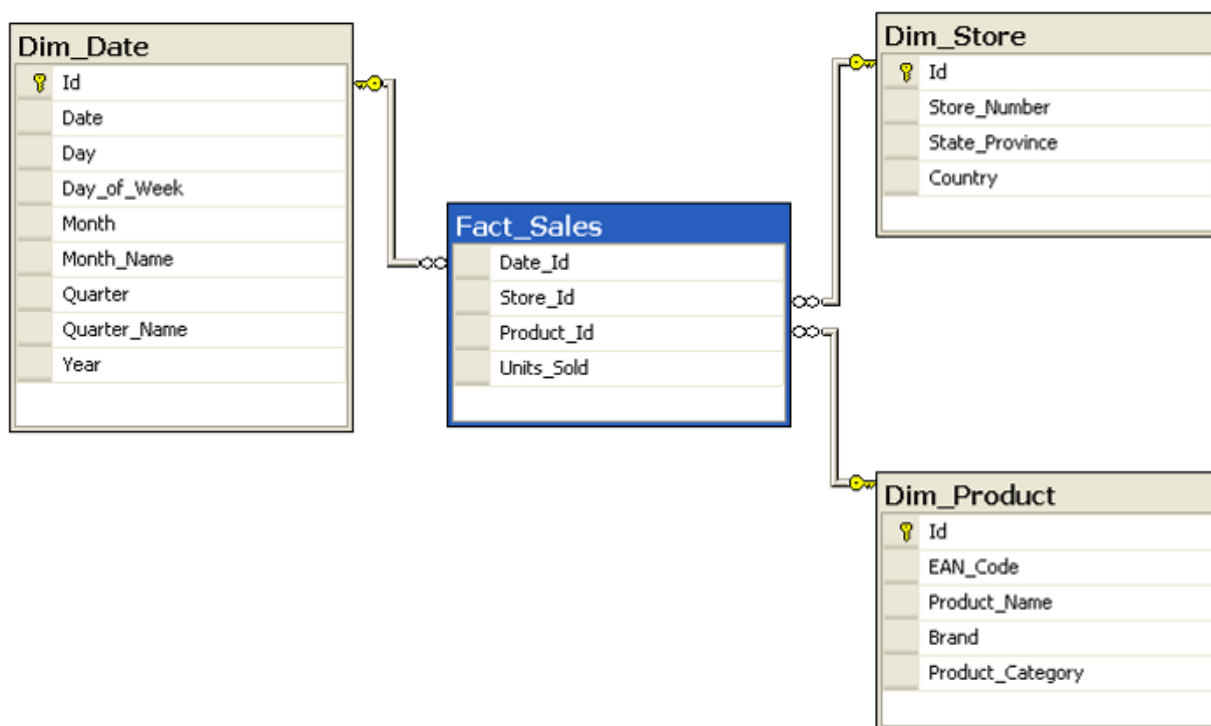 Dim_Date
Id
Date
Day
Day_of_Week
Month
Month_Name
Quarter
Quarter_Name
Year
Fact_Sales
Date_Id
Store_Id
Product_Id
Units_Sold
Dim_Store
Id
Store_Number
State_Province
Country
Dim_Product
Id
EAN_Code
Product_Name
Brand
Product_Category